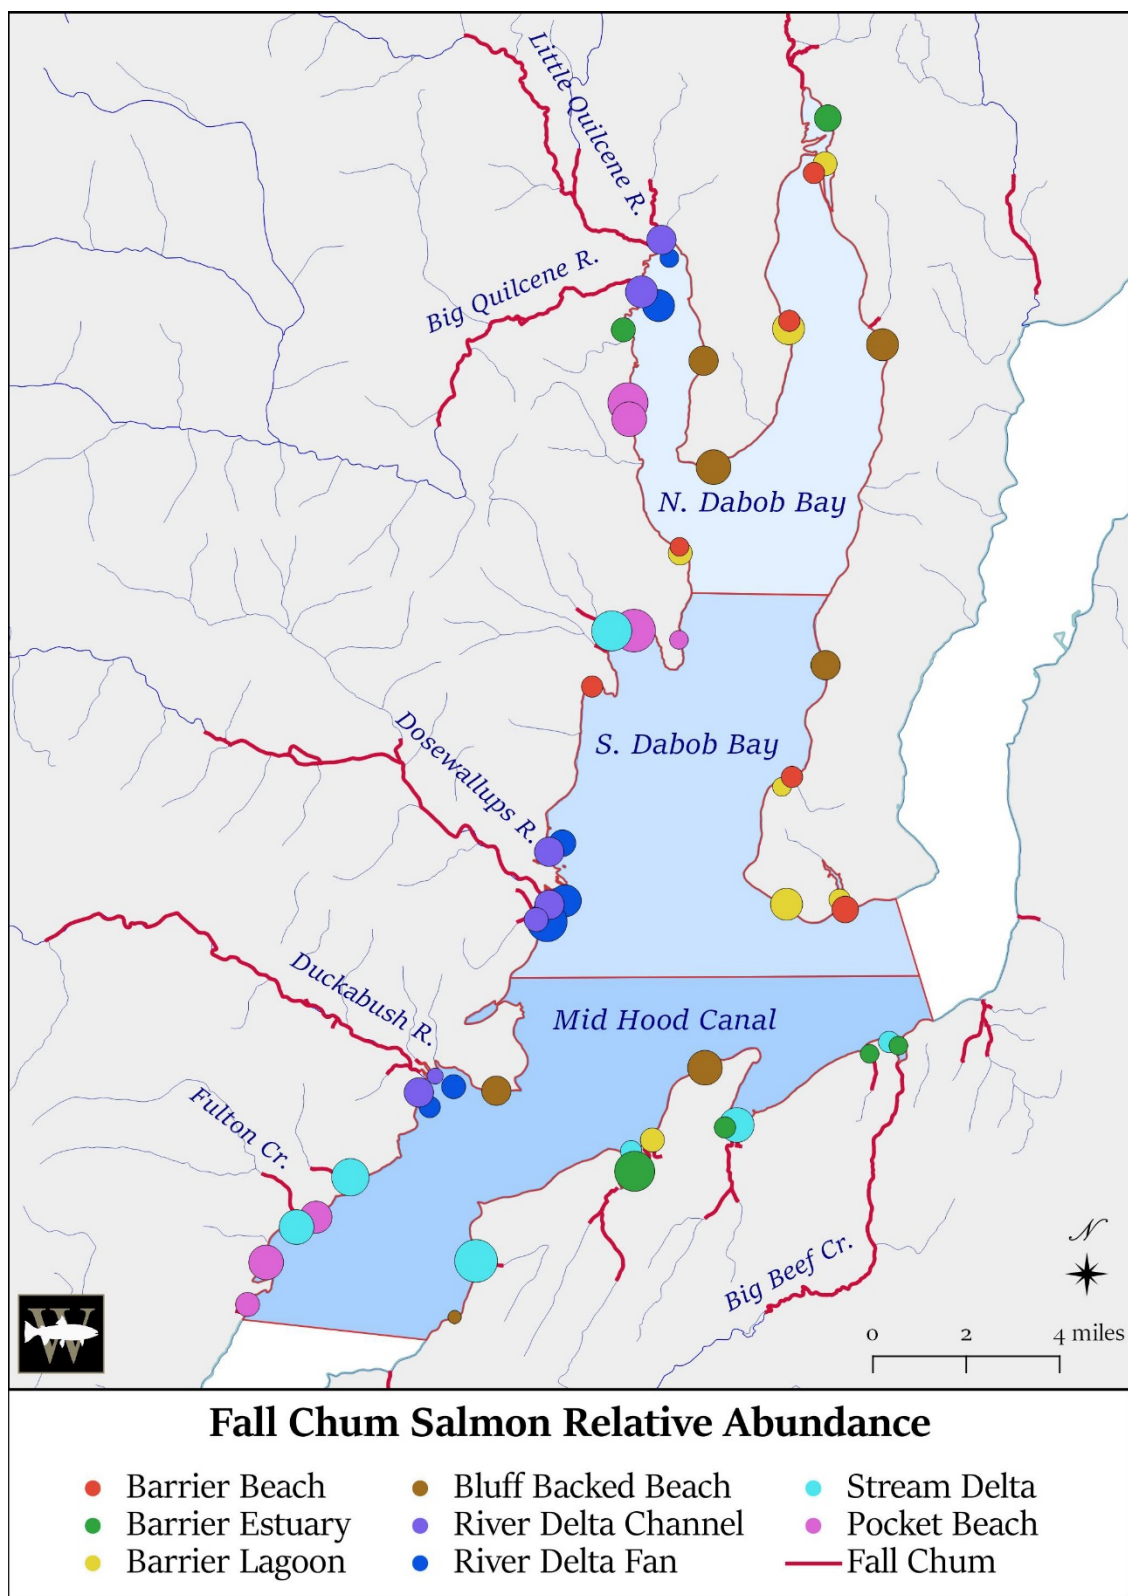 Little Quilcene R.
Big Quilcene R.
N. Dabob Bay
S. Dabob Bay
Dosewallups R.
Duckabush R.
Mid Hood Canal
Fulton Cr.
Big Beef Cr.
N
0 2 4 miles
W
Fall Chum Salmon Relative Abundance
Barrier Beach
Barrier Estuary
Barrier Lagoon
Bluff Backed Beach
River Delta Channel
River Delta Fan
Stream Delta
Pocket Beach
Fall Chum